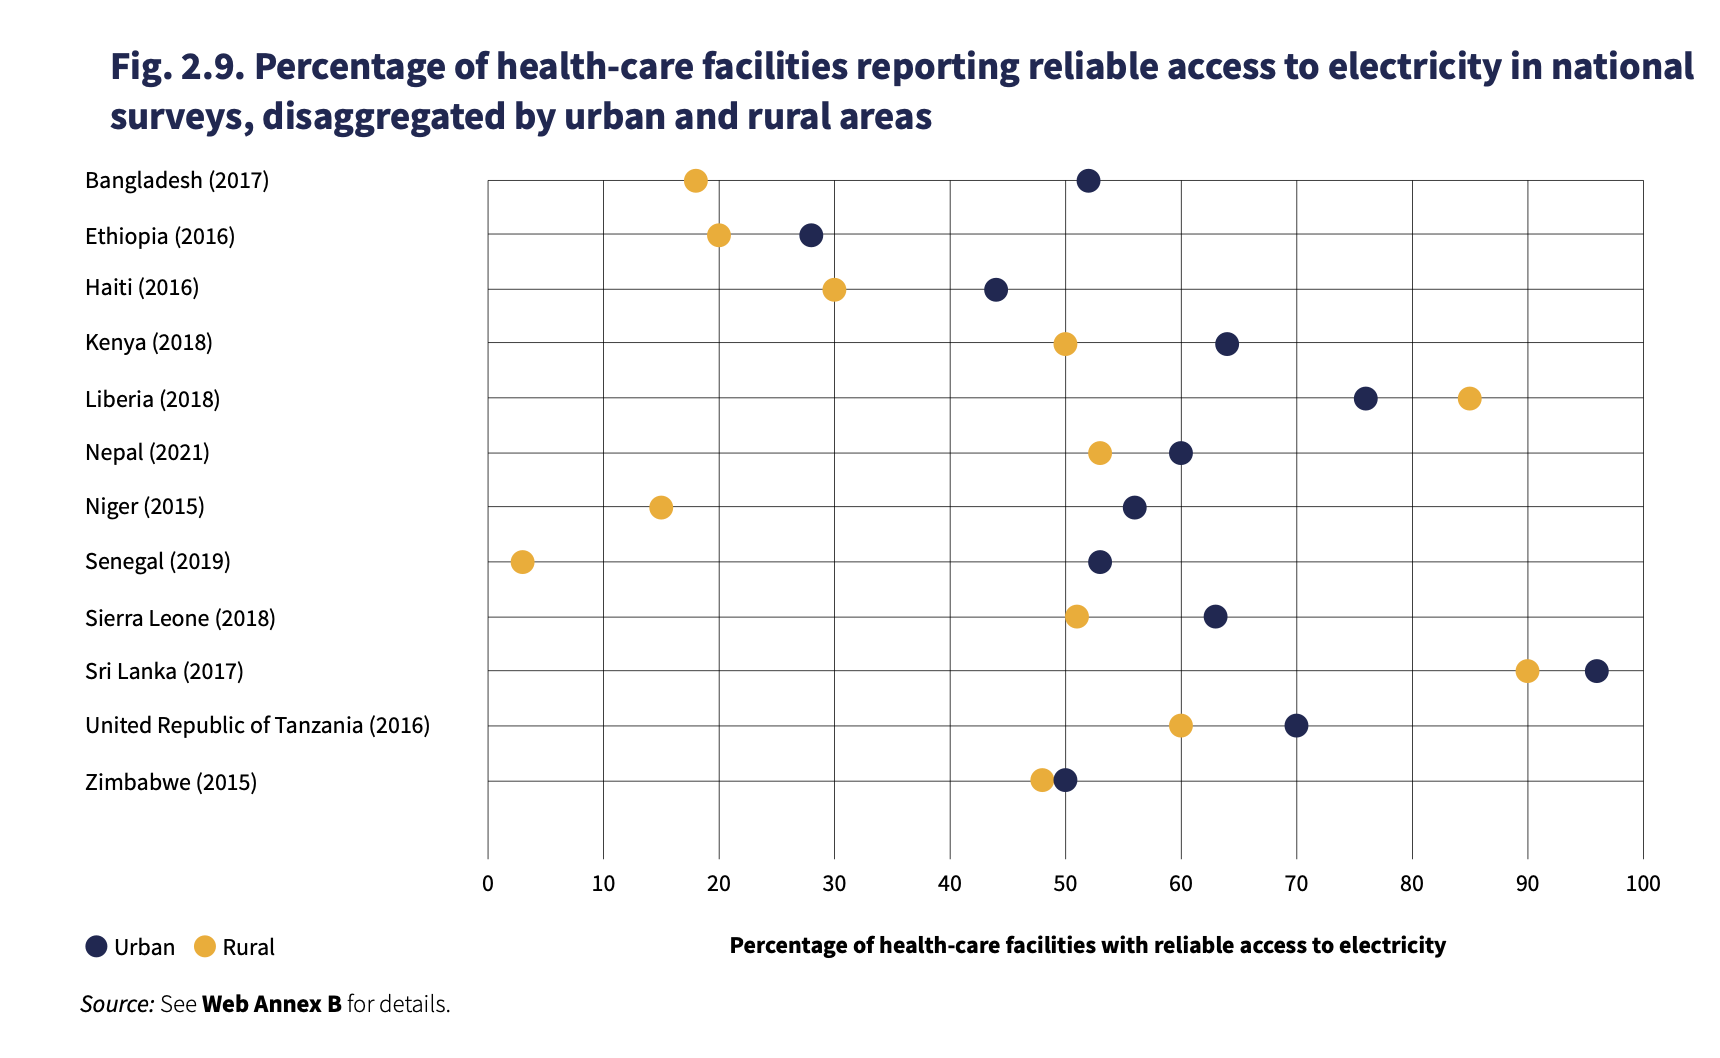 Fig. 2.9. Percentage of health-care facilities reporting reliable access to electricity in national
surveys, disaggregated by urban and rural areas
Bangladesh (2017)
Ethiopia (2016)
Haiti (2016)
Kenya (2018)
Liberia (2018)
Nepal (2021)
Niger (2015)
Senegal (2019)
Sierra Leone (2018)
Sri Lanka (2017)
United Republic of Tanzania (2016)
Zimbabwe (2015)
0 10 20 30 40 50 60 70 80 90 100
Urban Rural
Percentage of health-care facilities with reliable access to electricity
Source: See Web Annex B for details.